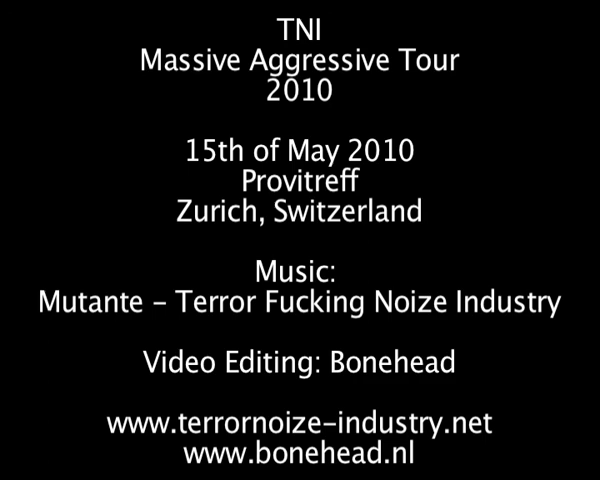 TNI
Massive Aggressive Tour
2010
15th of May 2010
Provitreff
Zurich, Switzerland
Music:
Mutante - Terror Fucking Noize Industry
Video Editing: Bonehead
www.terrornoize-industry.net
www.bonehead.nl